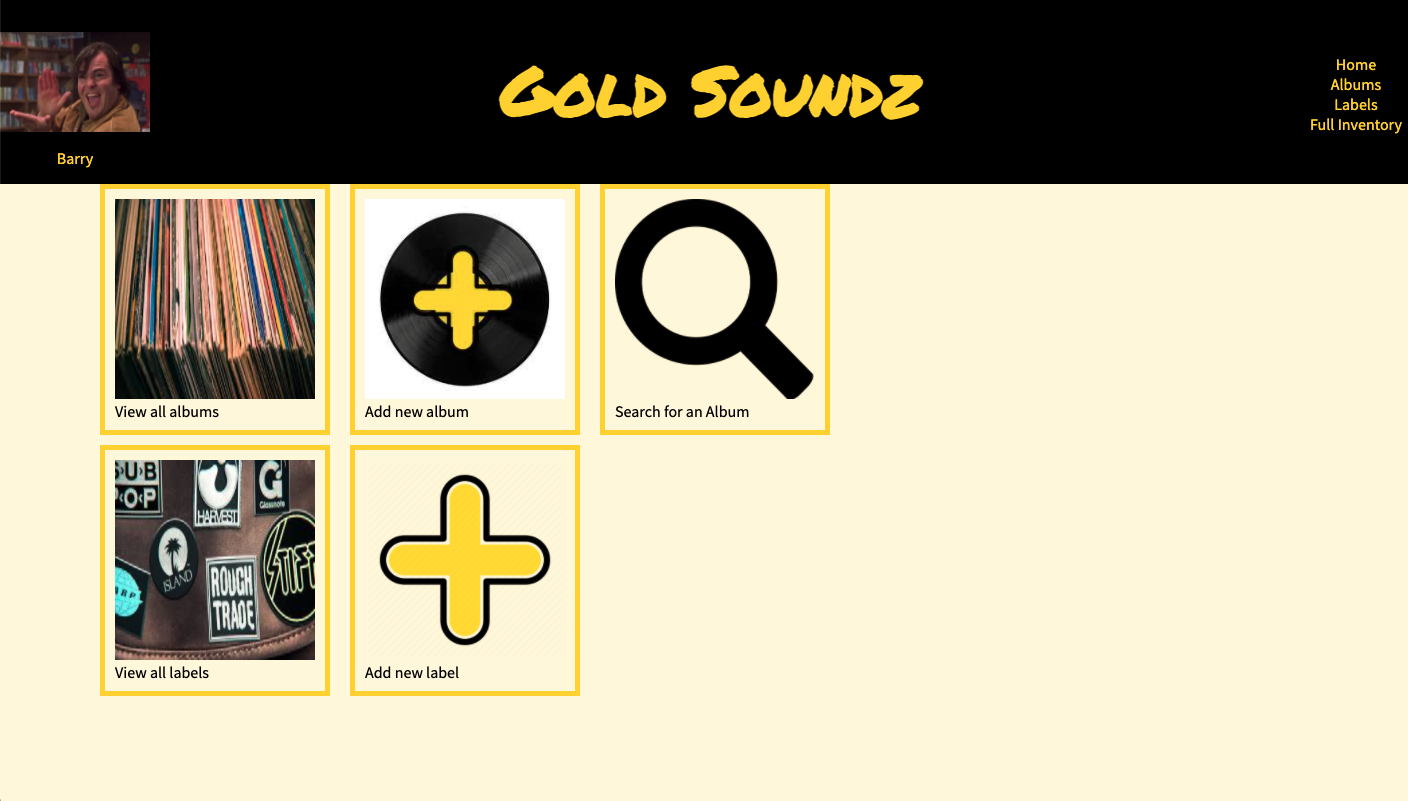 Gold Soundz
Home
Albums
Labels
Full Inventory
Barry
View all albums
Add new album
Search for an Album
SUB
POP
HARVEST
G
Glassnote
ISLAND
ROUGH
TRADE
STIFF
View all labels
Add new label